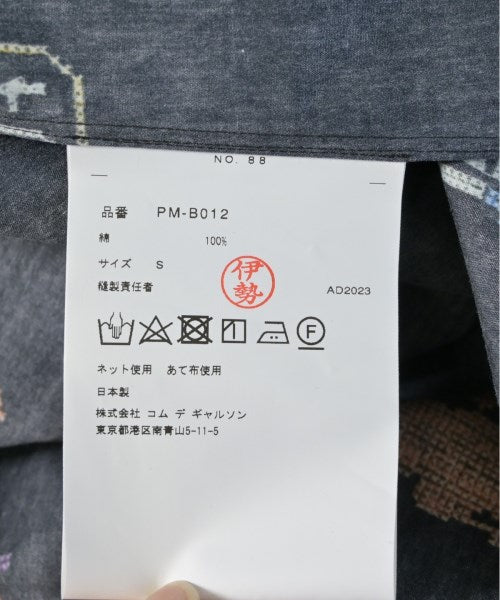 NO. 88
品番 PM-B012
綿 100%
サイズ S
伊勢
縫製責任者 AD2023
F
ネット使用 あて布使用
日本製
株式会社 コム デ ギャルソン
東京都港区南青山5-11-5